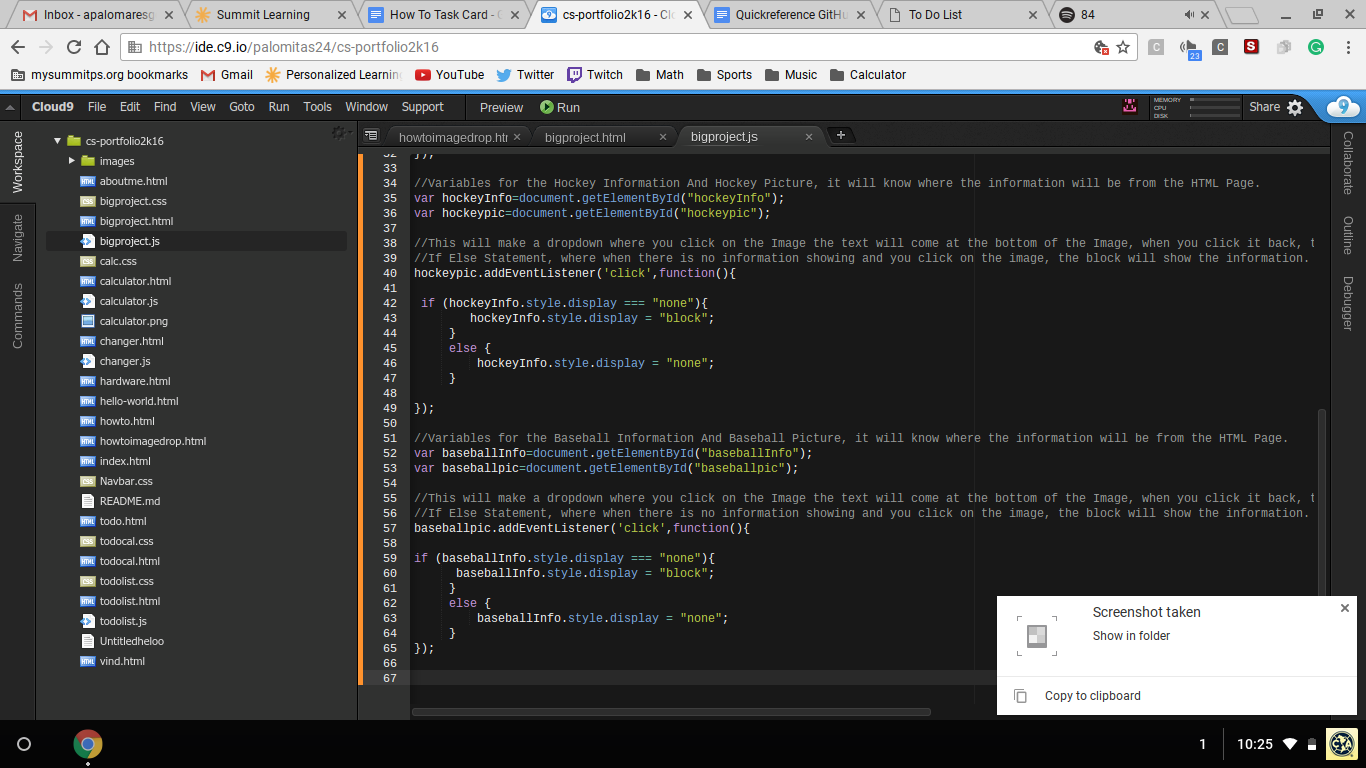 Inbox - apalomaresg
Summit Learning
How To Task Card - G
cs-portfolio2k16 - Clo
Quickreference GitHu
To Do List
84
https://ide.c9.io/palomitas24/cs-portfolio2k16
23
mysummitps.org bookmarks Gmail Personalized Learning YouTube Twitter Twitch Math Sports Music Calculator
Cloud9 File Edit Find View Goto Run Tools Window Support Preview Run MEMORY CPU DISK Share
Workspace
Navigate
Commands
cs-portfolio2k16
images
aboutme.html
bigproject.css
bigproject.html
bigproject.js
calc.css
calculator.html
calculator.js
calculator.png
changer.html
changer.js
hardware.html
hello-world.html
howto.html
howtoimagedrop.html
index.html
Navbar.css
README.md
todo.html
todocal.css
todocal.html
todolist.css
todolist.html
todolist.js
Untitledheloo
vind.html
howtoimagedrop.htm bigproject.html bigproject.js
32 });
33
34 //Variables for the Hockey Information And Hockey Picture, it will know where the information will be from the HTML Page.
35 var hockeyInfo=document.getElementById("hockeyInfo");
36 var hockeypic=document.getElementById("hockeypic");
37
38 //This will make a dropdown where you click on the Image the text will come at the bottom of the Image, when you click it back, t
39 //If Else Statement, where when there is no information showing and you click on the image, the block will show the information.
40 hockeypic.addEventListener('click',function(){
41
42 if (hockeyInfo.style.display === "none"){
43 hockeyInfo.style.display = "block";
44 }
45 else {
46 hockeyInfo.style.display = "none";
47 }
48
49 });
50
51 //Variables for the Baseball Information And Baseball Picture, it will know where the information will be from the HTML Page.
52 var baseballInfo=document.getElementById("baseballInfo");
53 var baseballpic=document.getElementById("baseballpic");
54
55 //This will make a dropdown where you click on the Image the text will come at the bottom of the Image, when you click it back, t
56 //If Else Statement, where when there is no information showing and you click on the image, the block will show the information.
57 baseballpic.addEventListener('click',function(){
58
59 if (baseballInfo.style.display === "none"){
60 baseballInfo.style.display = "block";
61 }
62 else {
63 baseballInfo.style.display = "none";
64 }
65 });
66
67
Collaborate
Outline
Debugger
Screenshot taken
Show in folder
Copy to clipboard
1 10:25